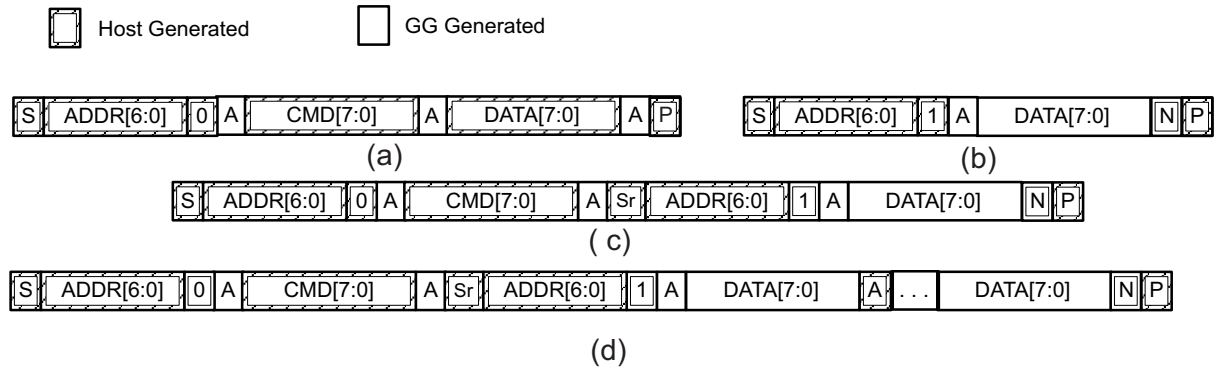 Host Generated GG Generated
S ADDR[6:0] 0 A CMD[7:0] A DATA[7:0] A P S ADDR[6:0] 1 A DATA[7:0] N P
(a) (b)
S ADDR[6:0] 0 A CMD[7:0] A Sr ADDR[6:0] 1 A DATA[7:0] N P
( c)
S ADDR[6:0] 0 A CMD[7:0] A Sr ADDR[6:0] 1 A DATA[7:0] A . . . DATA[7:0] N P
(d)